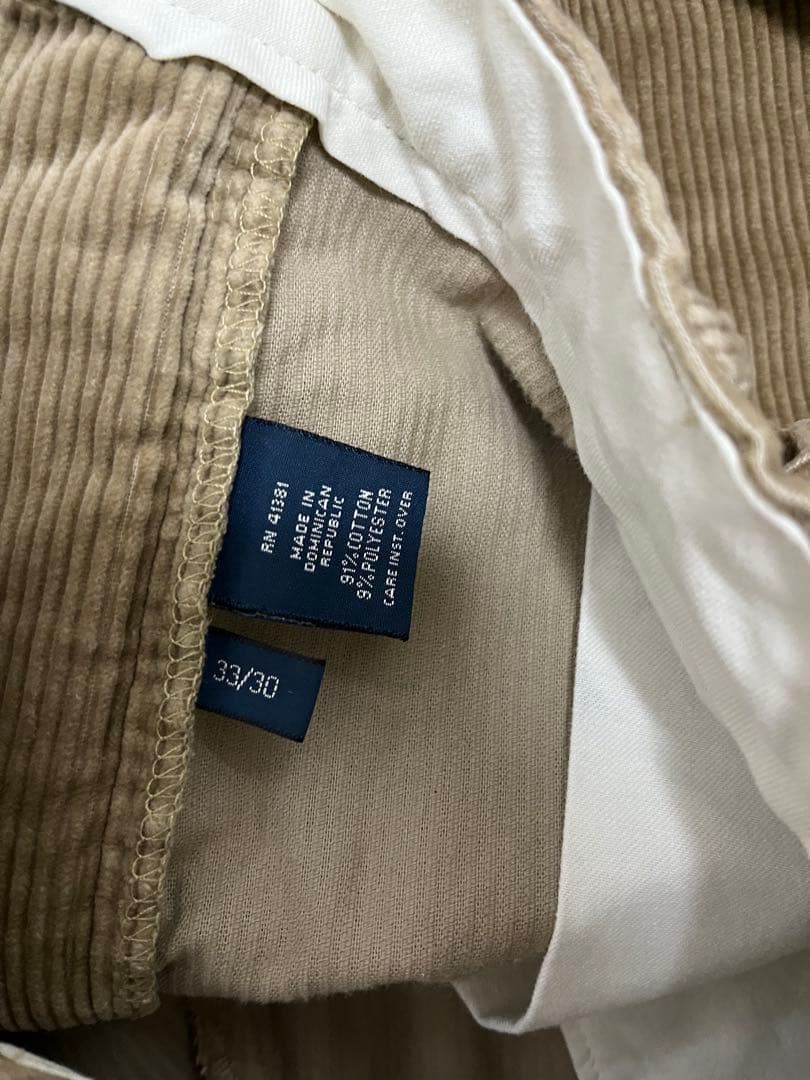 RN 41381
MADE IN
DOMINICAN
REPUBLIC
91% COTTON
9% POLYESTER
CARE INST. OVER
33/30